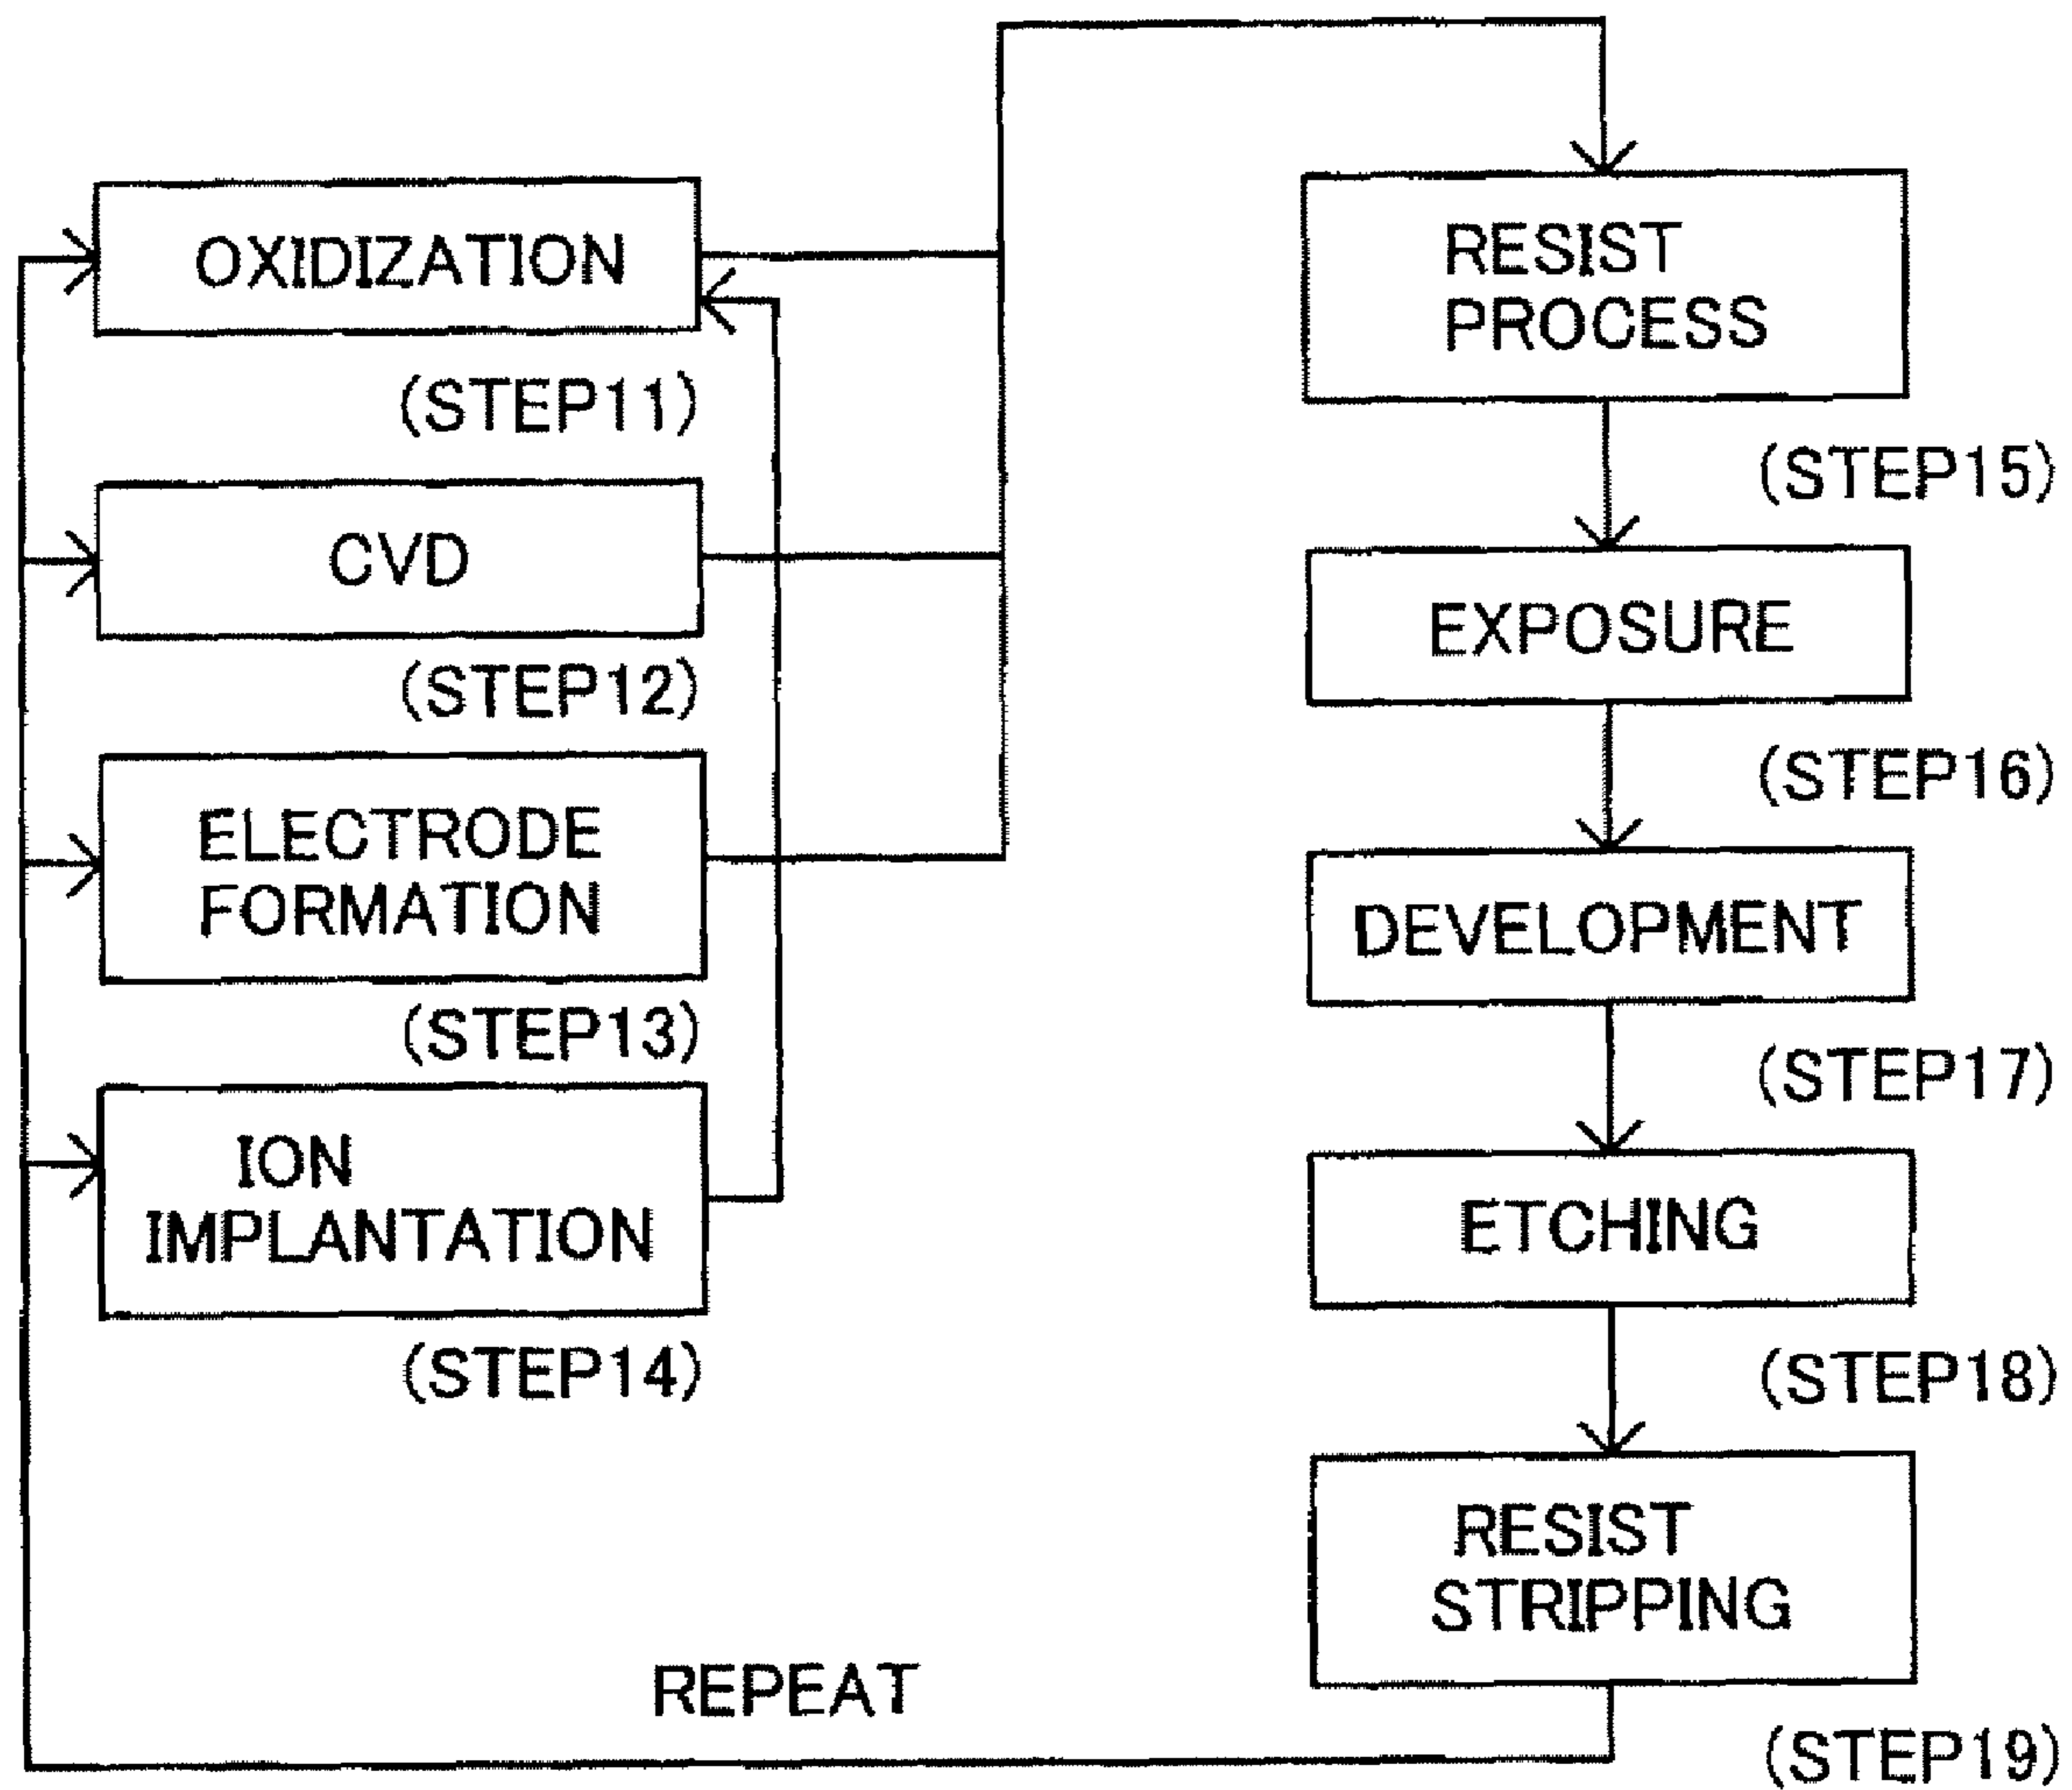 OXIDIZATION
(STEP11)
CVD
(STEP12)
ELECTRODE
FORMATION
(STEP13)
ION
IMPLANTATION
(STEP14)
RESIST
PROCESS
(STEP15)
EXPOSURE
(STEP16)
DEVELOPMENT
(STEP17)
ETCHING
(STEP18)
RESIST
STRIPPING
(STEP19)
REPEAT